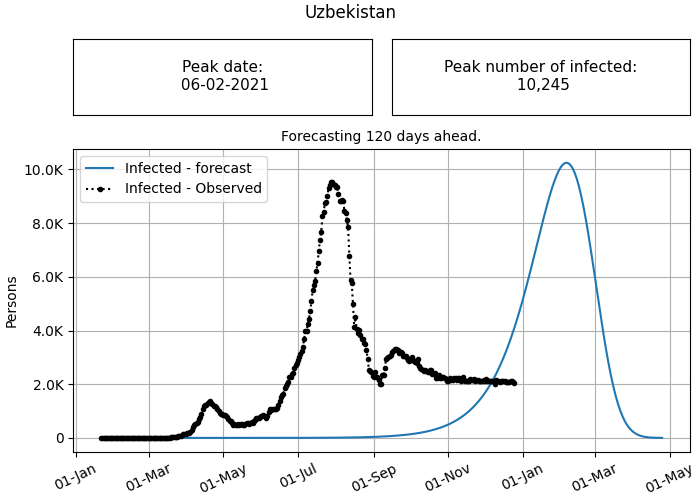 Uzbekistan
Peak date:
06-02-2021
Peak number of infected:
10,245
Forecasting 120 days ahead.
Infected - forecast
Infected - Observed
Persons
10.0K
8.0K
6.0K
4.0K
2.0K
0
01-Jan
01-Mar
01-May
01-Jul
01-Sep
01-Nov
01-Jan
01-Mar
01-May